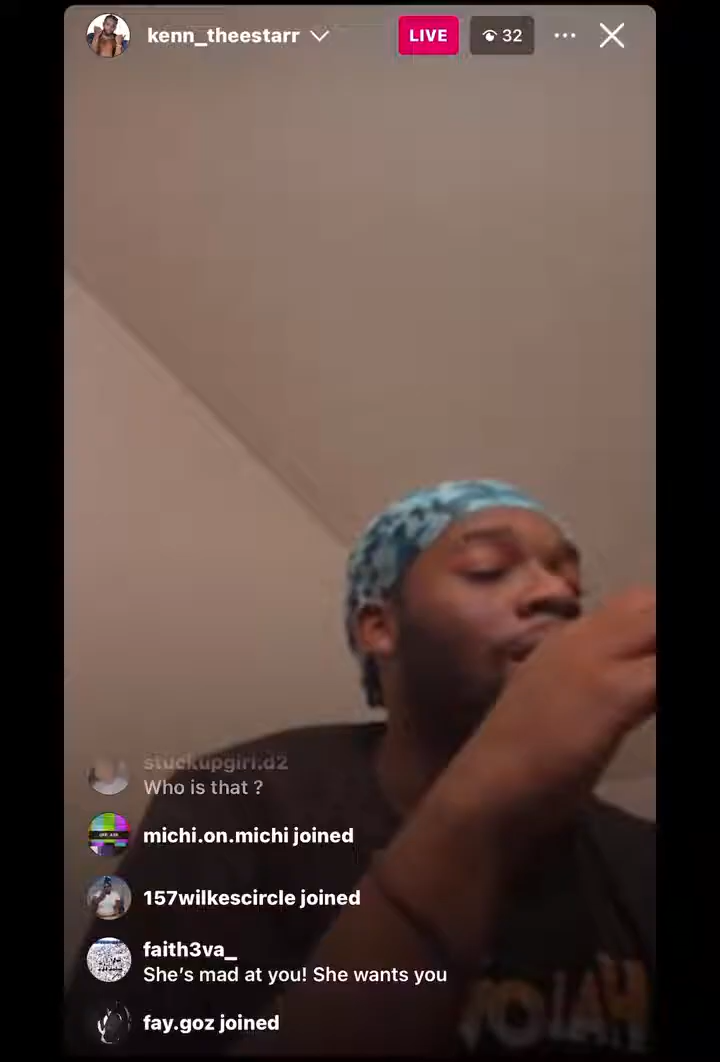 kenn_theestarr
LIVE
32
stuckupgirl.d2
Who is that ?
michi.on.michi joined
157wilkescircle joined
faith3va_
She's mad at you! She wants you
fay.goz joined